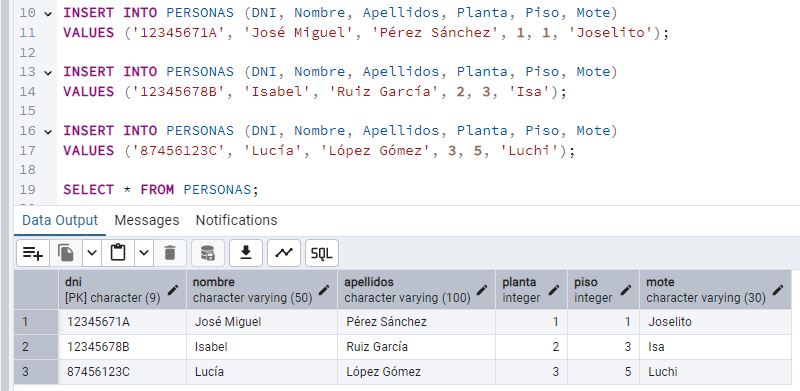 10 INSERT INTO PERSONAS (DNI, Nombre, Apellidos, Planta, Piso, Mote)
11 VALUES ('12345671A', 'José Miguel', 'Pérez Sánchez', 1, 1, 'Joselito');
12
13 INSERT INTO PERSONAS (DNI, Nombre, Apellidos, Planta, Piso, Mote)
14 VALUES ('12345678B', 'Isabel', 'Ruiz García', 2, 3, 'Isa');
15
16 INSERT INTO PERSONAS (DNI, Nombre, Apellidos, Planta, Piso, Mote)
17 VALUES ('87456123C', 'Lucía', 'López Gómez', 3, 5, 'Luchi');
18
19 SELECT * FROM PERSONAS;
Data Output Messages Notifications
SQL
dni nombre apellidos planta piso mote
[PK] character (9) character varying (50) character varying (100) integer integer character varying (30)
1 12345671A José Miguel Pérez Sánchez 1 1 Joselito
2 12345678B Isabel Ruiz García 2 3 Isa
3 87456123C Lucía López Gómez 3 5 Luchi